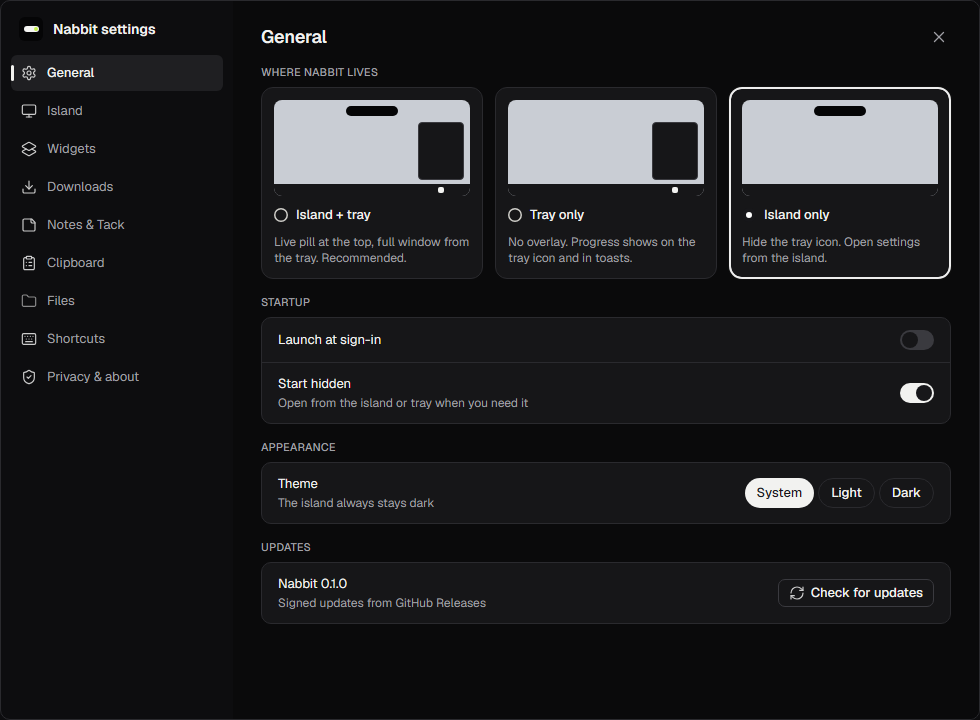 Nabbit settings
General
Island
Widgets
Downloads
Notes & Tack
Clipboard
Files
Shortcuts
Privacy & about
General
WHERE NABBIT LIVES
Island + tray
Live pill at the top, full window from
the tray. Recommended.
Tray only
No overlay. Progress shows on the
tray icon and in toasts.
Island only
Hide the tray icon. Open settings
from the island.
STARTUP
Launch at sign-in
Start hidden
Open from the island or tray when you need it
APPEARANCE
Theme
The island always stays dark
System
Light
Dark
UPDATES
Nabbit 0.1.0
Signed updates from GitHub Releases
Check for updates